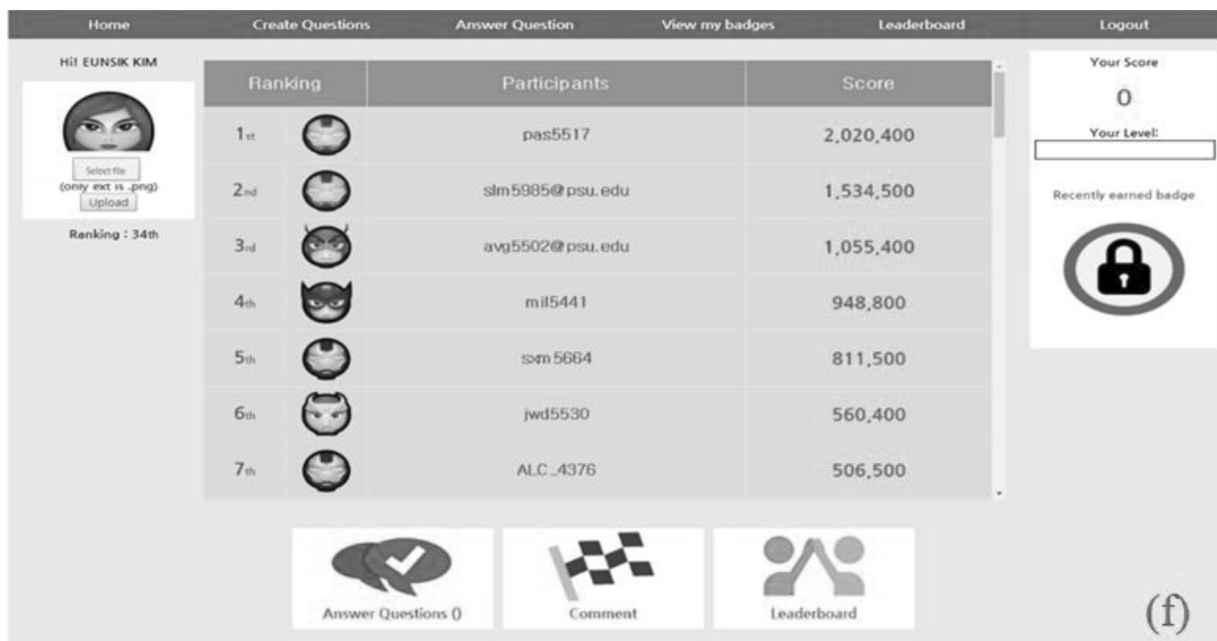 Home Create Questions Answer Question View my badges Leaderboard Logout
Hi! EUNSIK KIM
Select file
(only ext is .png)
Upload
Ranking : 34th
Ranking Participants Score
1st pas5517 2,020,400
2nd slm5985@psu.edu 1,534,500
3rd avg5502@psu.edu 1,055,400
4th mil5441 948,800
5th sxm5664 811,500
6th jwd5530 560,400
7th ALC_4376 506,500
Your Score
0
Your Level:
Recently earned badge
Answer Questions () Comment Leaderboard
(f)